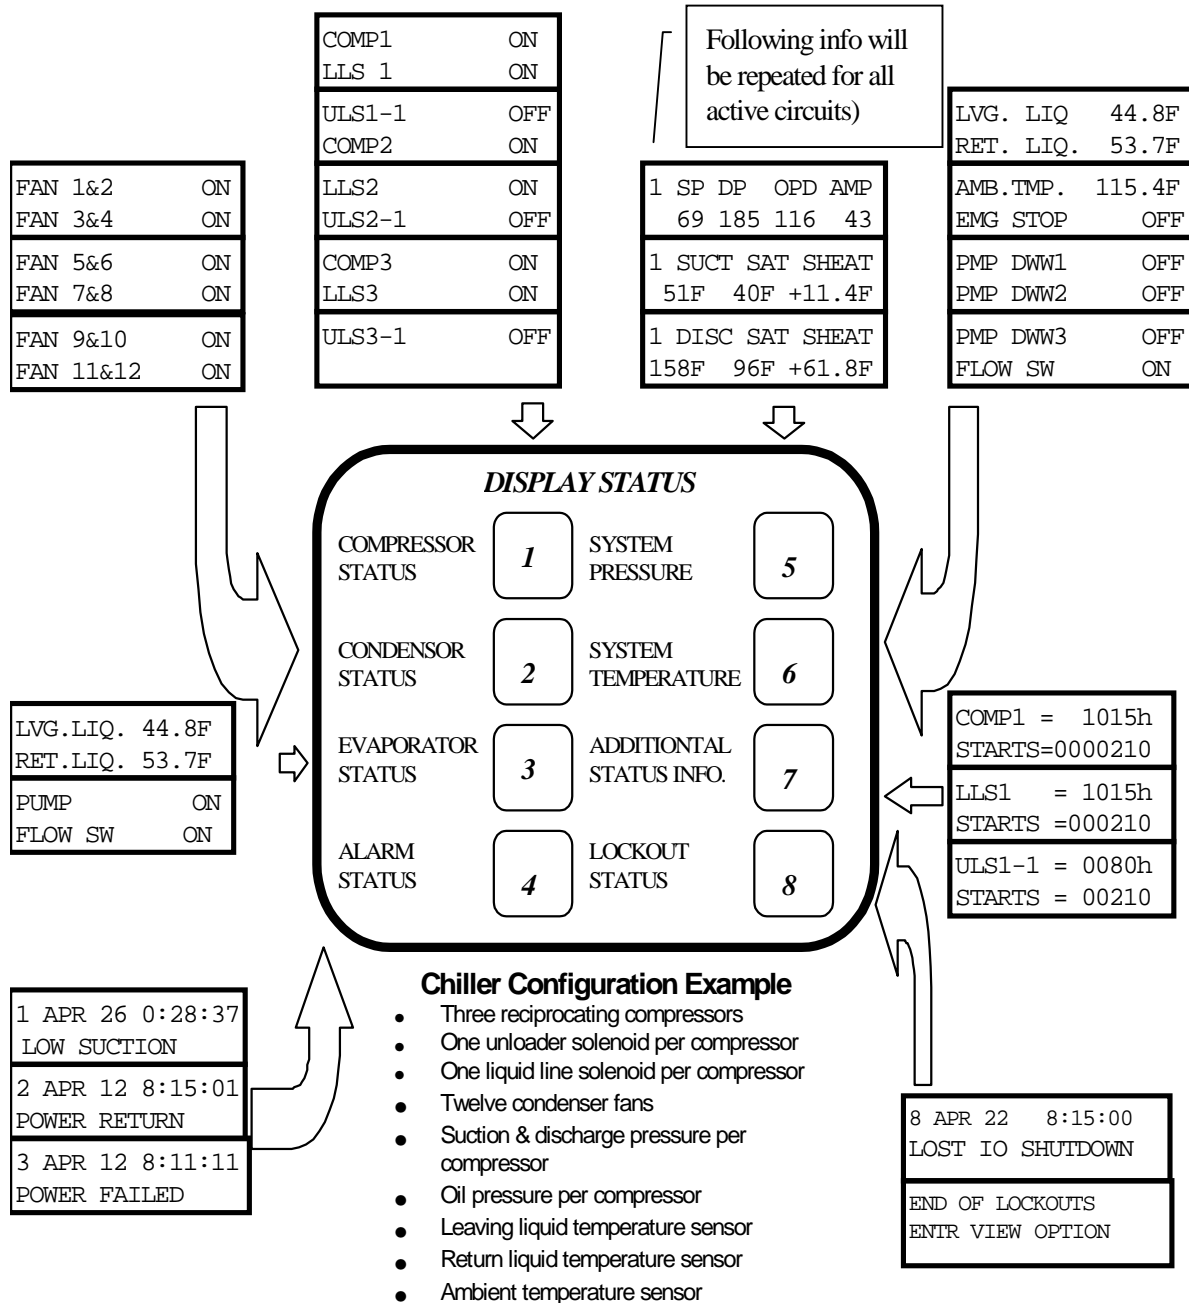 COMP1 ON
LLS 1 ON
ULS1-1 OFF
COMP2 ON
LLS2 ON
ULS2-1 OFF
COMP3 ON
LLS3 ON
ULS3-1 OFF
Following info will
be repeated for all
active circuits)
LVG. LIQ 44.8F
RET. LIQ. 53.7F
AMB.TMP. 115.4F
EMG STOP OFF
PMP DWW1 OFF
PMP DWW2 OFF
PMP DWW3 OFF
FLOW SW ON
FAN 1&2 ON
FAN 3&4 ON
FAN 5&6 ON
FAN 7&8 ON
FAN 9&10 ON
FAN 11&12 ON
1 SP DP OPD AMP
69 185 116 43
1 SUCT SAT SHEAT
51F 40F +11.4F
1 DISC SAT SHEAT
158F 96F +61.8F
DISPLAY STATUS
COMPRESSOR
STATUS
1
SYSTEM
PRESSURE
5
CONDENSOR
STATUS
2
SYSTEM
TEMPERATURE
6
EVAPORATOR
STATUS
3
ADDITIONTAL
STATUS INFO.
7
ALARM
STATUS
4
LOCKOUT
STATUS
8
LVG.LIQ. 44.8F
RET.LIQ. 53.7F
PUMP ON
FLOW SW ON
COMP1 = 1015h
STARTS=0000210
LLS1 = 1015h
STARTS =000210
ULS1-1 = 0080h
STARTS = 00210
1 APR 26 0:28:37
LOW SUCTION
2 APR 12 8:15:01
POWER RETURN
3 APR 12 8:11:11
POWER FAILED
Chiller Configuration Example
• Three reciprocating compressors
• One unloader solenoid per compressor
• One liquid line solenoid per compressor
• Twelve condenser fans
• Suction & discharge pressure per
compressor
• Oil pressure per compressor
• Leaving liquid temperature sensor
• Return liquid temperature sensor
• Ambient temperature sensor
8 APR 22 8:15:00
LOST IO SHUTDOWN
END OF LOCKOUTS
ENTR VIEW OPTION